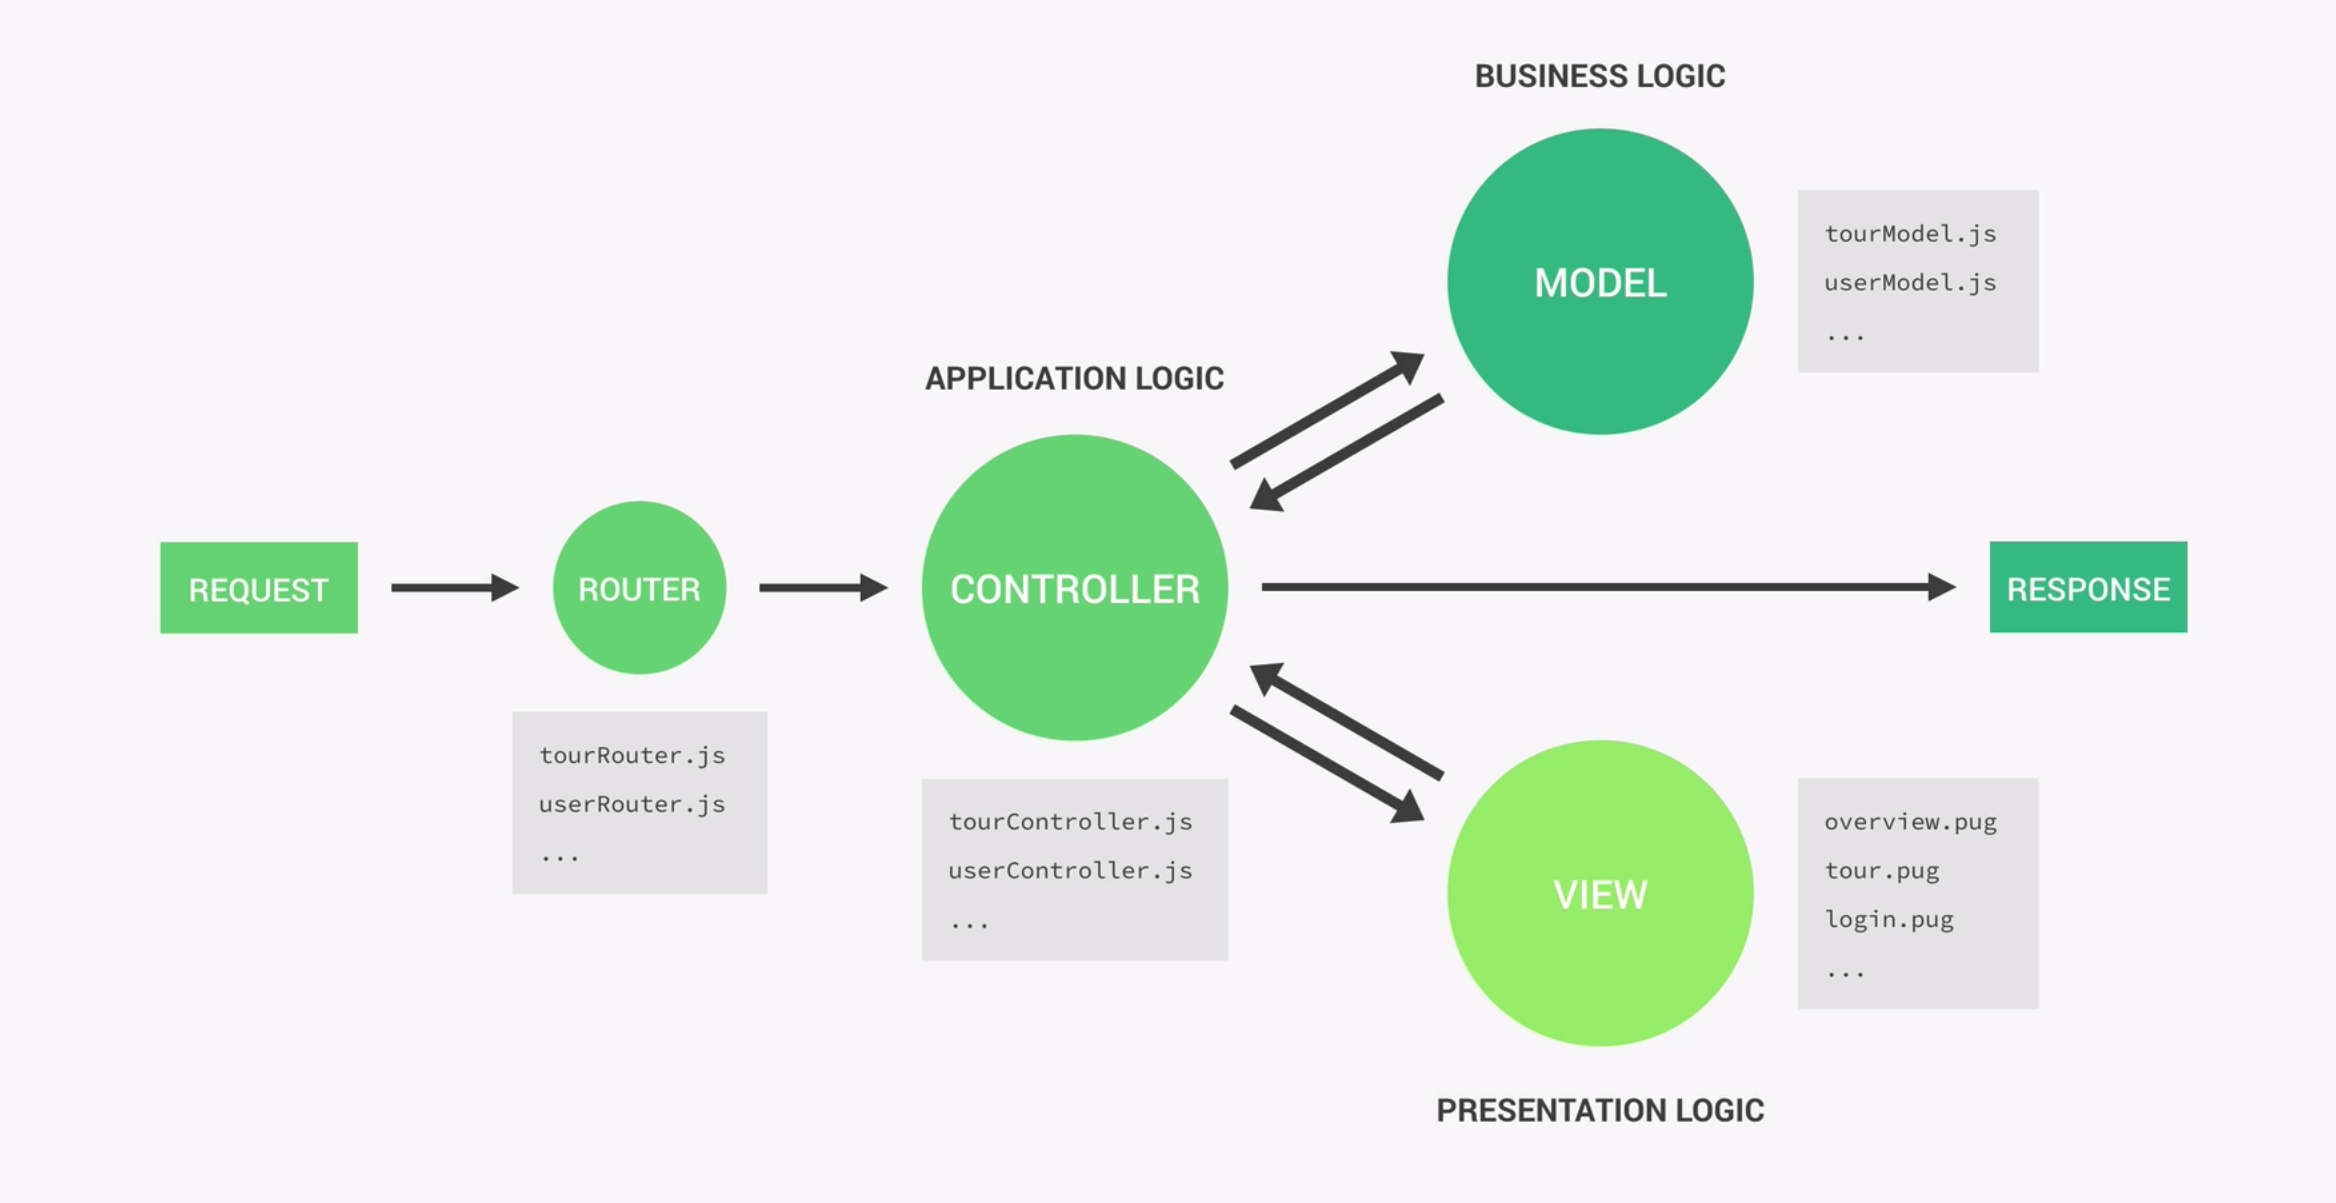 BUSINESS LOGIC
MODEL
tourModel.js
userModel.js
...
APPLICATION LOGIC
REQUEST
ROUTER
CONTROLLER
RESPONSE
tourRouter.js
userRouter.js
...
tourController.js
userController.js
...
VIEW
overview.pug
tour.pug
login.pug
...
PRESENTATION LOGIC